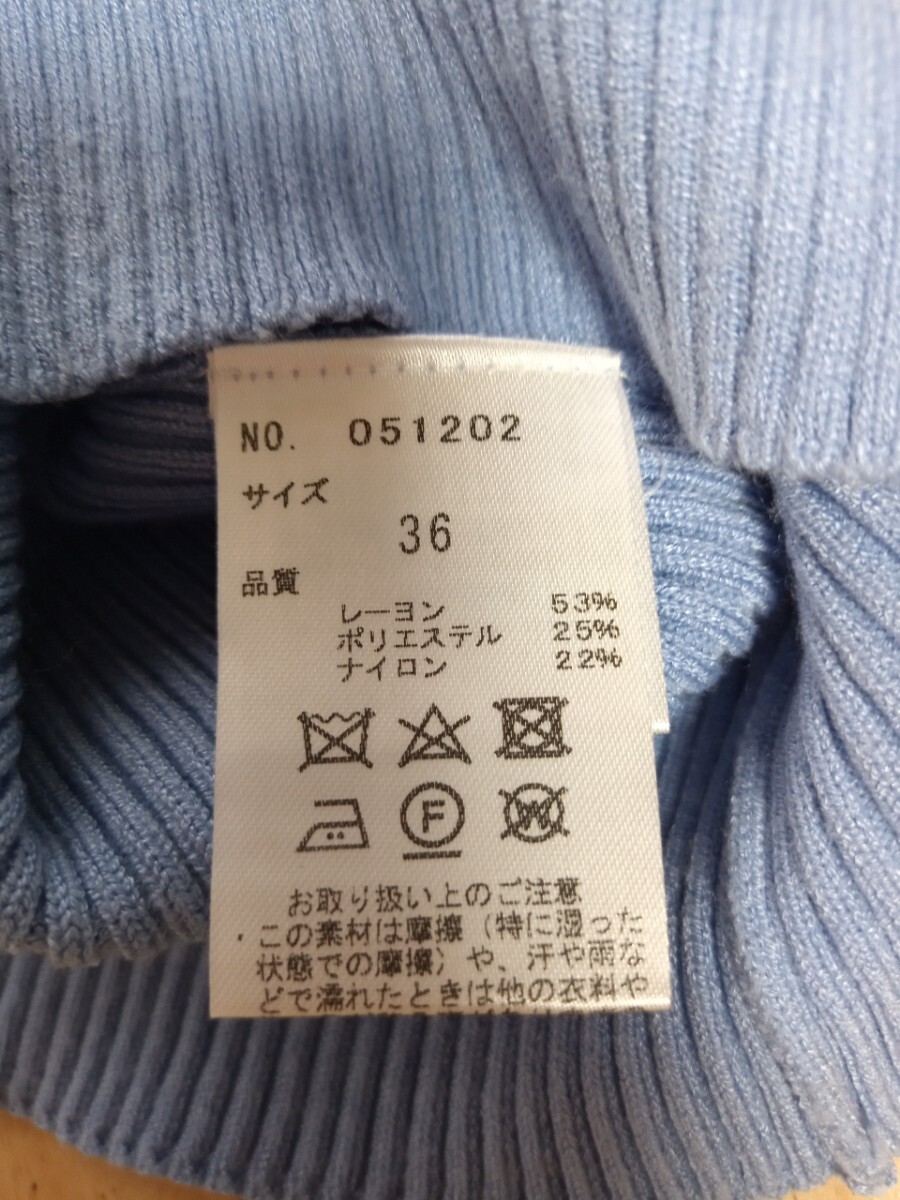 NO. 051202
サイズ
36
品質
レーヨン 53%
ポリエステル 25%
ナイロン 22%
F
W
お取り扱い上のご注意
・この素材は摩擦(特に湿った
状態での摩擦)や、汗や雨な
どで濡れたときは他の衣料や